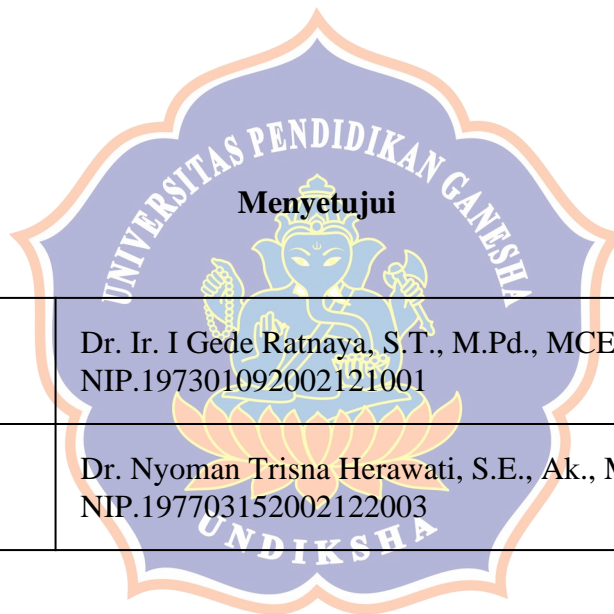 UNIVERSITAS PENDIDIKAN GANESHA
Menyetujui
Dr. Ir. I Gede Ratnaya, S.T., M.Pd., MCE
NIP.197301092002121001
Dr. Nyoman Trisna Herawati, S.E., Ak., M
NIP.197703152002122003
UNDIKSHA